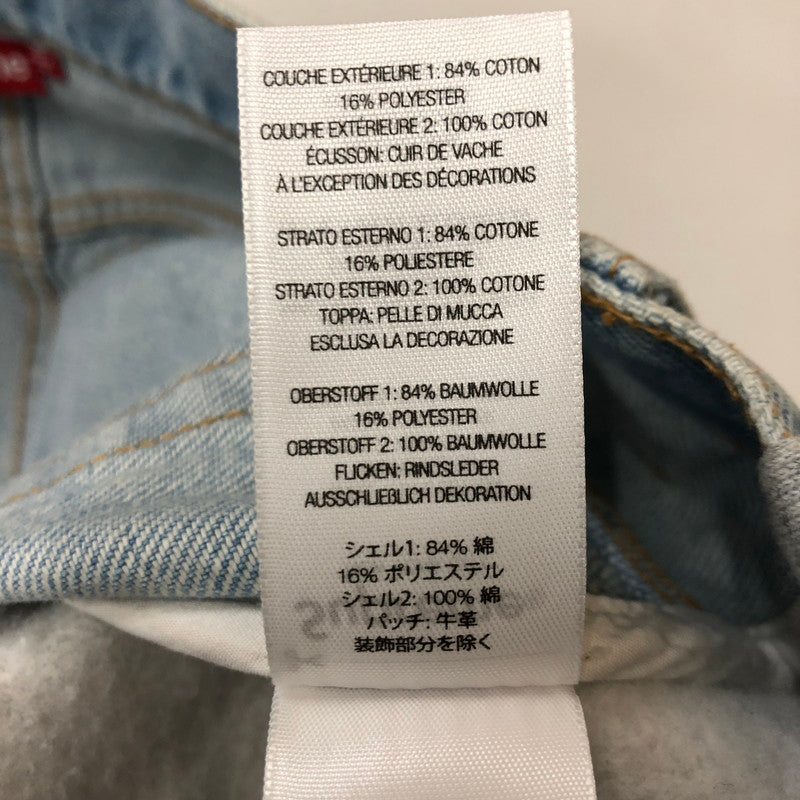 COUCHE EXTÉRIEURE 1: 84% COTON
16% POLYESTER
COUCHE EXTÉRIEURE 2: 100% COTON
ÉCUSSON: CUIR DE VACHE
À L'EXCEPTION DES DÉCORATIONS
STRATO ESTERNO 1: 84% COTONE
16% POLIESTERE
STRATO ESTERNO 2: 100% COTONE
TOPPA: PELLE DI MUCCA
ESCLUSA LA DECORAZIONE
OBERSTOFF 1: 84% BAUMWOLLE
16% POLYESTER
OBERSTOFF 2: 100% BAUMWOLLE
FLICKEN: RINDSLEDER
AUSSCHLIEBLICH DEKORATION
シェル1: 84% 綿
16% ポリエステル
シェル2: 100% 綿
パッチ: 牛革
装飾部分を除く